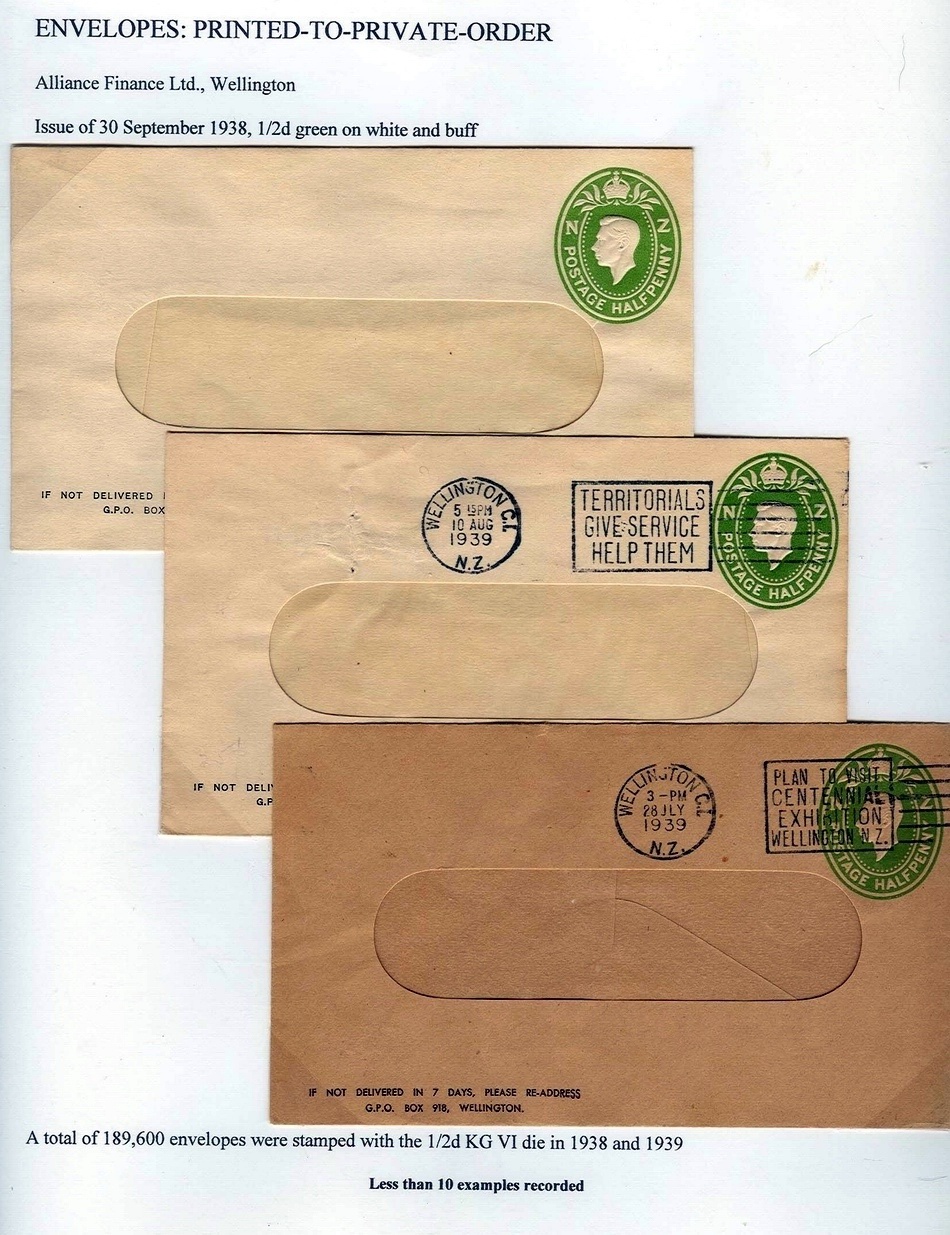 ENVELOPES: PRINTED-TO-PRIVATE-ORDER
Alliance Finance Ltd., Wellington
Issue of 30 September 1938, 1/2d green on white and buff
N Z
POSTAGE HALFPENNY
IF NOT DELIVERED
G.P.O. BOX
WELLINGTON C.1.
5 15PM
10 AUG
1939
N.Z.
TERRITORIALS
GIVE SERVICE
HELP THEM
N Z
POSTAGE HALFPENNY
IF NOT DELI
G.P.
WELLINGTON C.1.
3 -PM
28 JLY
1939
N.Z.
PLAN TO VISIT
CENTENNIAL
EXHIBITION
WELLINGTON N.Z.
TAGE HALFPENNY
IF NOT DELIVERED IN 7 DAYS, PLEASE RE-ADDRESS
G.P.O. BOX 918, WELLINGTON.
A total of 189,600 envelopes were stamped with the 1/2d KG VI die in 1938 and 1939
Less than 10 examples recorded